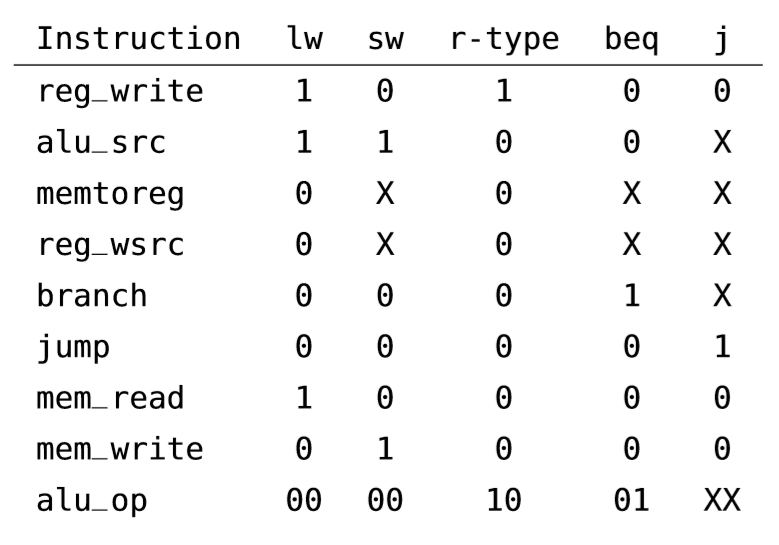 Instruction lw sw r-type beq j
reg_write 1 0 1 0 0
alu_src 1 1 0 0 X
memtoreg 0 X 0 X X
reg_wsrc 0 X 0 X X
branch 0 0 0 1 X
jump 0 0 0 0 1
mem_read 1 0 0 0 0
mem_write 0 1 0 0 0
alu_op 00 00 10 01 XX